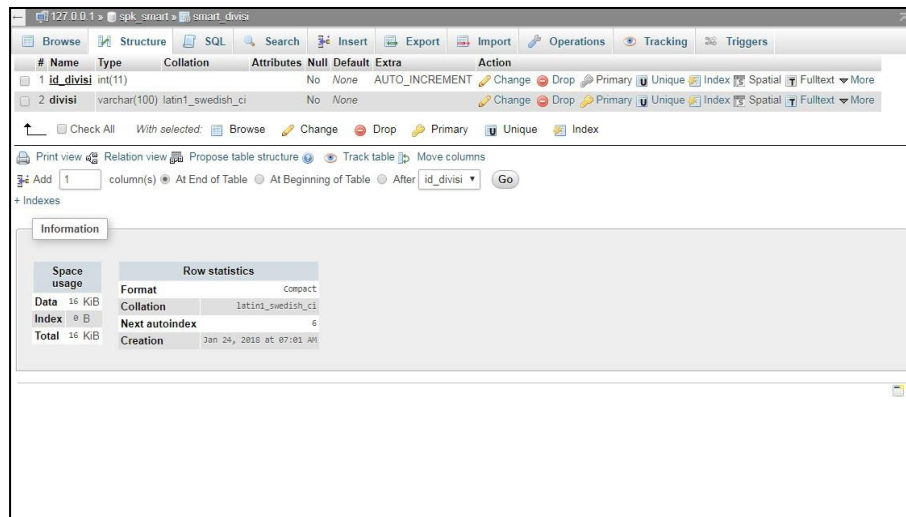 127.0.0.1 » spk_smart » smart_divisi
Browse Structure SQL Search Insert Export Import Operations Tracking Triggers
# Name Type Collation Attributes Null Default Extra Action
1 id_divisi int(11) No None AUTO_INCREMENT Change Drop Primary Unique Index Spatial Fulltext More
2 divisi varchar(100) latin1_swedish_ci No None Change Drop Primary Unique Index Spatial Fulltext More
Check All With selected: Browse Change Drop Primary Unique Index
Print view Relation view Propose table structure Track table Move columns
Add 1 column(s) At End of Table At Beginning of Table After id_divisi Go
+ Indexes
Information
Space usage
Data 16 KiB
Index 0 B
Total 16 KiB
Row statistics
Format Compact
Collation latin1_swedish_ci
Next autoindex 6
Creation Jan 24, 2018 at 07:01 AM